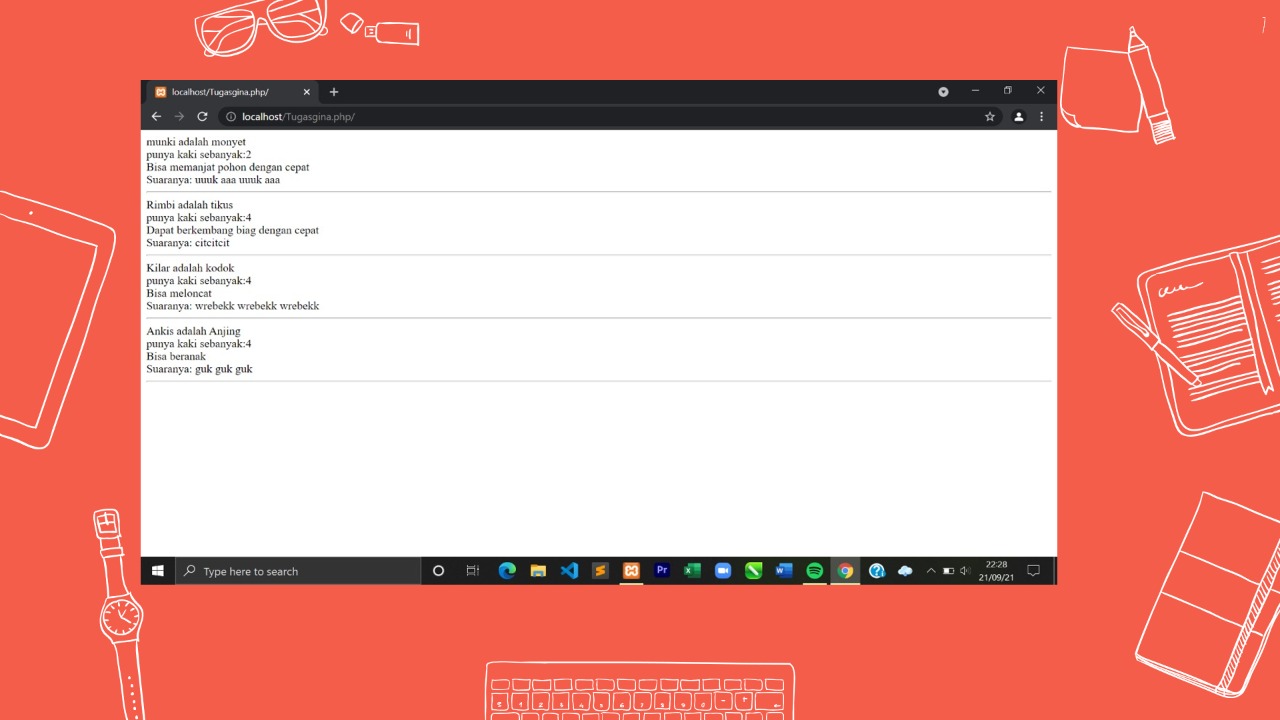 localhost/Tugasgina.php/
localhost/Tugasgina.php/
munki adalah monyet
punya kaki sebanyak:2
Bisa memanjat pohon dengan cepat
Suaranya: uuuk aaa uuuk aaa
Rimbi adalah tikus
punya kaki sebanyak:4
Dapat berkembang biag dengan cepat
Suaranya: citcitcit
Kilar adalah kodok
punya kaki sebanyak:4
Bisa meloncat
Suaranya: wrebekk wrebekk wrebekk
Ankis adalah Anjing
punya kaki sebanyak:4
Bisa beranak
Suaranya: guk guk guk
Type here to search
Pr
22:28
21/09/21